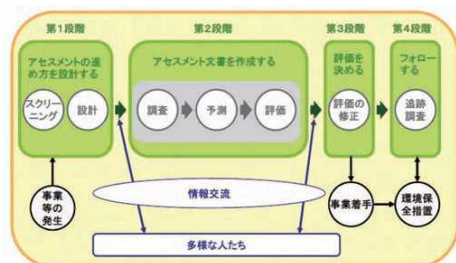 第1段階
第2段階
第3段階
第4段階
アセスメントの進
め方を設計する
アセスメント文書を作成する
評価を
決める
フォロー
する
スクリー
ニング
設計
調査
予測
評価
評価の
修正
追跡
調査
情報交流
事業
等の
発生
事業着手
環境保
全措置
多様な人たち